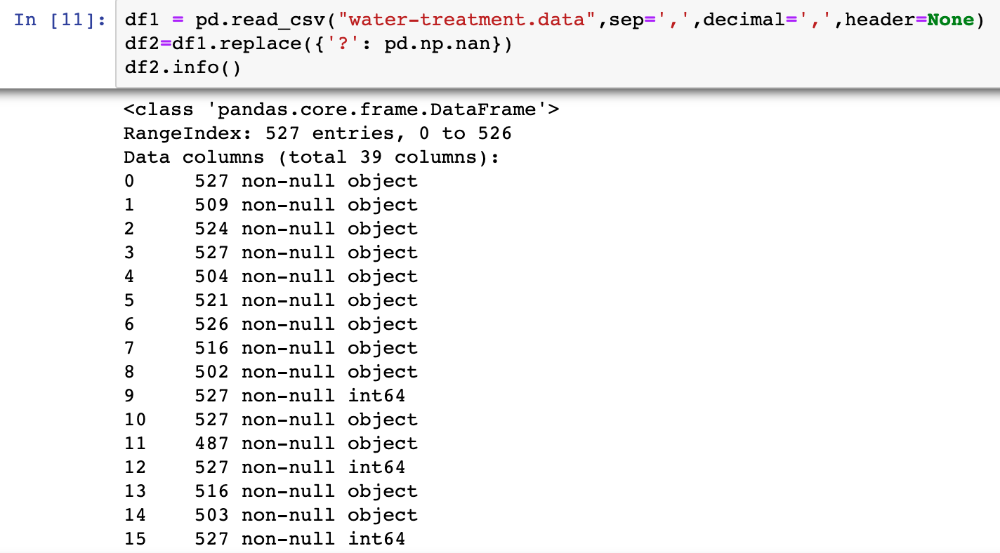 In [11]: df1 = pd.read_csv("water-treatment.data",sep=',',decimal=',',header=None)
df2=df1.replace({'?': pd.np.nan})
df2.info()
<class 'pandas.core.frame.DataFrame'>
RangeIndex: 527 entries, 0 to 526
Data columns (total 39 columns):
0     527 non-null object
1     509 non-null object
2     524 non-null object
3     527 non-null object
4     504 non-null object
5     521 non-null object
6     526 non-null object
7     516 non-null object
8     502 non-null object
9     527 non-null int64
10    527 non-null object
11    487 non-null object
12    527 non-null int64
13    516 non-null object
14    503 non-null object
15    527 non-null int64